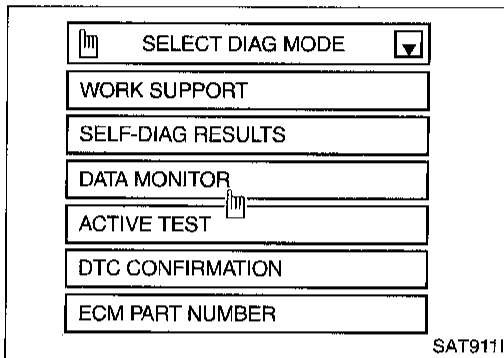 SELECT DIAG MODE
WORK SUPPORT
SELF-DIAG RESULTS
DATA MONITOR
ACTIVE TEST
DTC CONFIRMATION
ECM PART NUMBER
SAT911I